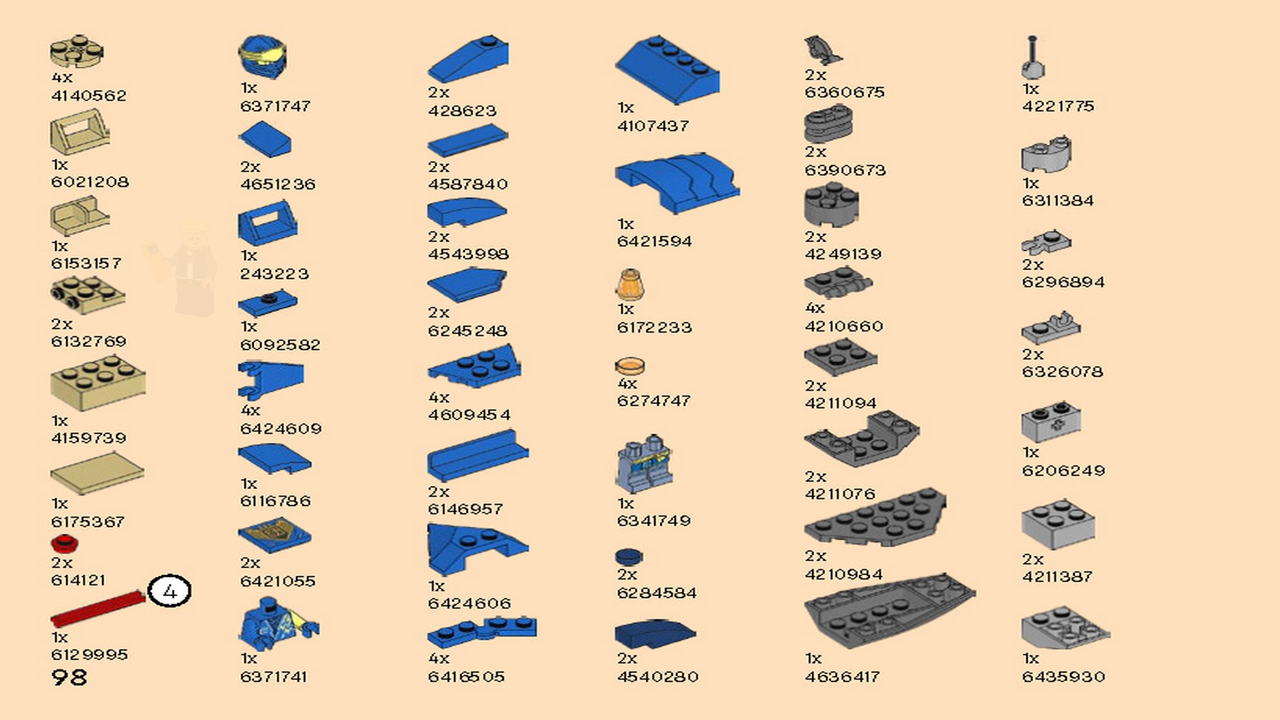 4x
4140562
1x
6021208
1x
6153157
2x
6132769
1x
4159739
1x
6175367
2x
614121
4
1x
6129995
98
1x
6371747
2x
4651236
1x
243223
1x
6092582
4x
6424609
1x
6116786
2x
6421055
1x
6371741
2x
428623
2x
4587840
2x
4543998
2x
6245248
4x
4609454
2x
6146957
1x
6424606
4x
6416505
1x
4107437
1x
6421594
1x
6172233
4x
6274747
1x
6341749
2x
6284584
2x
4540280
2x
6360675
2x
6390673
2x
4249139
4x
4210660
2x
4211094
2x
4211076
2x
4210984
1x
4636417
1x
4221775
1x
6311384
2x
6296894
2x
6326078
1x
6206249
2x
4211387
1x
6435930